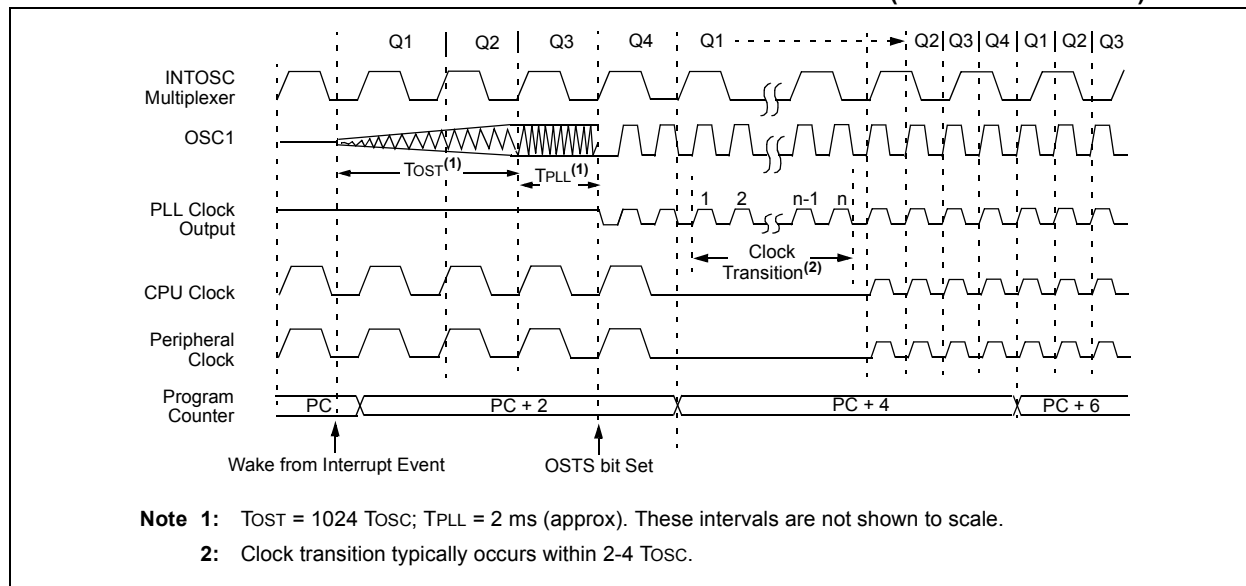 Q1 Q2 Q3 Q4 Q1 Q2 Q3 Q4 Q1 Q2 Q3
INTOSC
Multiplexer
OSC1
TOST(1)
TPLL(1)
PLL Clock
Output
1 2 n-1 n
Clock
Transition(2)
CPU Clock
Peripheral
Clock
Program
Counter
PC PC + 2 PC + 4 PC + 6
Wake from Interrupt Event OSTS bit Set
Note 1: TOST = 1024 TOSC; TPLL = 2 ms (approx). These intervals are not shown to scale.
2: Clock transition typically occurs within 2-4 TOSC.